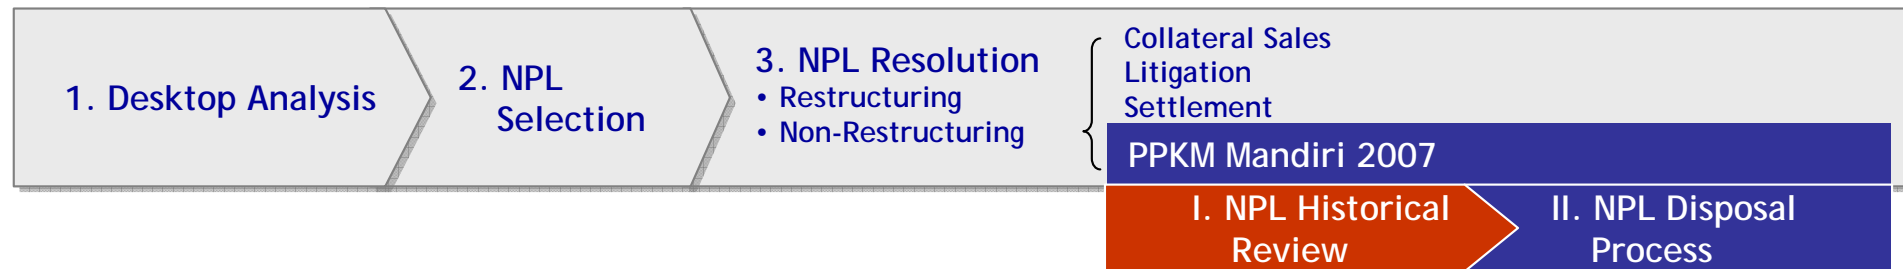 1. Desktop Analysis
2. NPL
Selection
3. NPL Resolution
• Restructuring
• Non-Restructuring
Collateral Sales
Litigation
Settlement
PPKM Mandiri 2007
I. NPL Historical
Review
II. NPL Disposal
Process